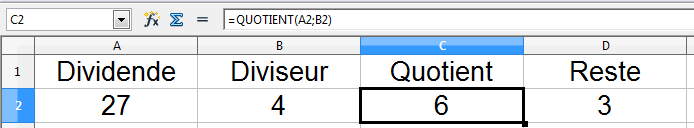 C2 Σ = =QUOTIENT(A2;B2)
A B C D
1 Dividende Diviseur Quotient Reste
2 27 4 6 3